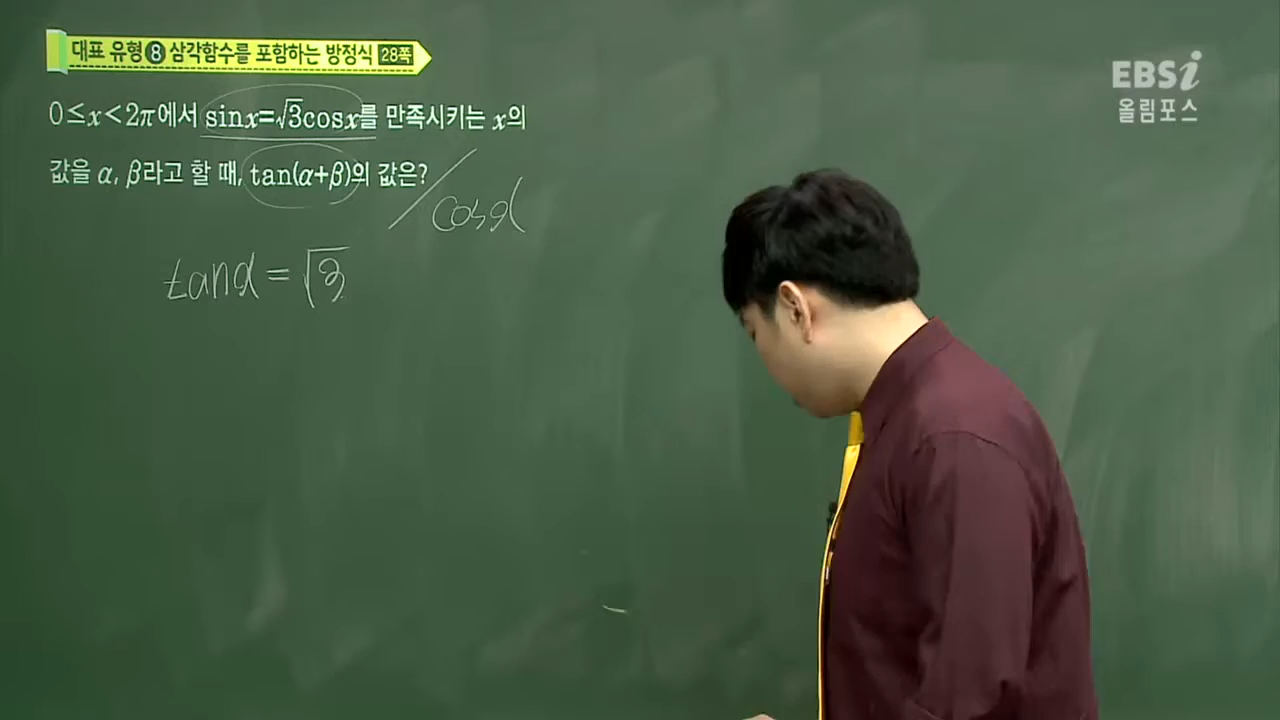 대표 유형 8 삼각함수를 포함하는 방정식 28쪽
EBSi
올림포스
0≤x<2π에서 sinx=√3cosx를 만족시키는 x의
값을 α, β라고 할 때, tan(α+β)의 값은?
cosx
tanx = √3